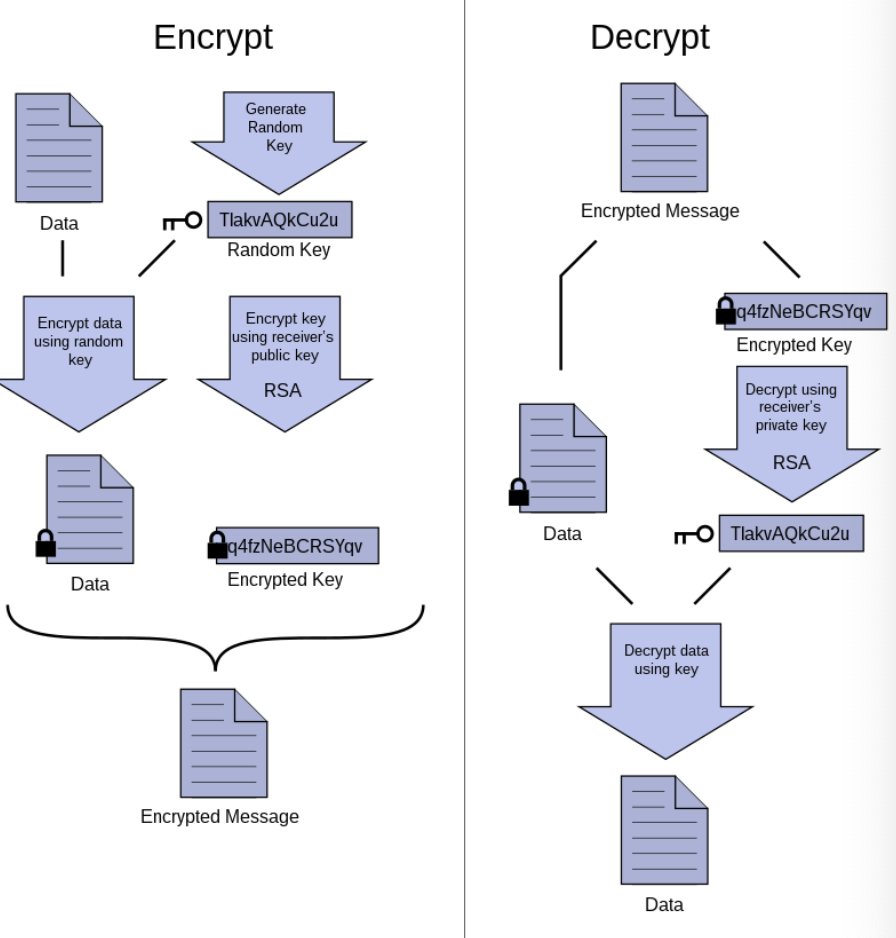 Encrypt
Data
Generate
Random
Key
TlakvAQkCu2u
Random Key
Encrypt data
using random
key
Encrypt key
using receiver's
public key
RSA
Data
q4fzNeBCRSYqv
Encrypted Key
Encrypted Message
Decrypt
Encrypted Message
q4fzNeBCRSYqv
Encrypted Key
Decrypt using
receiver's
private key
RSA
Data
TlakvAQkCu2u
Decrypt data
using key
Data